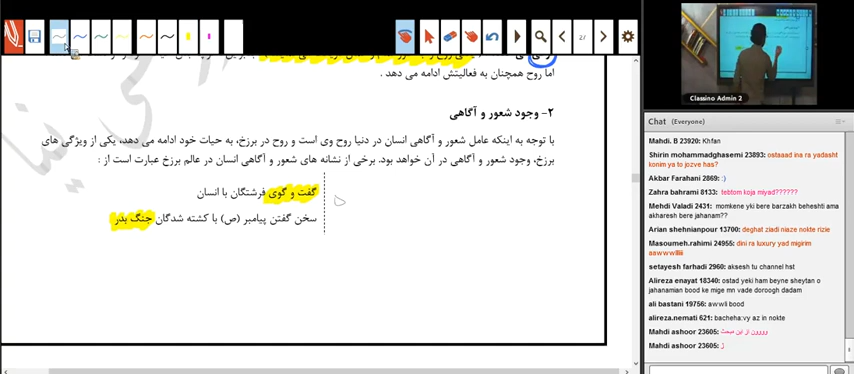 27
اما روح همچنان به فعالیتش ادامه می دهد .
۲- وجود شعور و آگاهی
با توجه به اینکه عامل شعور و آگاهی انسان در دنیا روح وی است و روح در برزخ، به حیات خود ادامه می دهد، یکی از ویژگی های
برزخ، وجود شعور و آگاهی در آن خواهد بود. برخی از نشانه های شعور و آگاهی انسان در عالم برزخ عبارت است از :
گفت و گوی فرشتگان با انسان
سخن گفتن پیامبر (ص) با کشته شدگان جنگ بدر
Classino Admin 2
Chat (Everyone)
Mahdi. B 23920: Khfan
Shirin mohammadghasemi 23893: ostaaad ina ra yadasht
konim ya to jozve has?
Akbar Farahani 2869: :)
Zahra bahrami 8133: tebtom koja miyad??????
Mehdi Valadi 2431: momkene yki bere barzakh beheshti ama
akharesh bere jahanam??
Arian shehnianpour 13700: deghat ziadi niaze nokte rizie
Masoumeh.rahimi 24955: dini ra luxury yad migirim
aawwwlliiii
setayesh farhadi 2960: aksesh tu channel hst
Alireza enayat 18340: ostad yeki ham beyne sheytan o
jahanamian bood ke mige mn vade doroogh dadam
ali bastani 19756: awwli bood
alireza.nemati 621: bacheha:vy az in nokte
Mahdi ashoor 23605: وووون از این مبحث
Mahdi ashoor 23605: ز